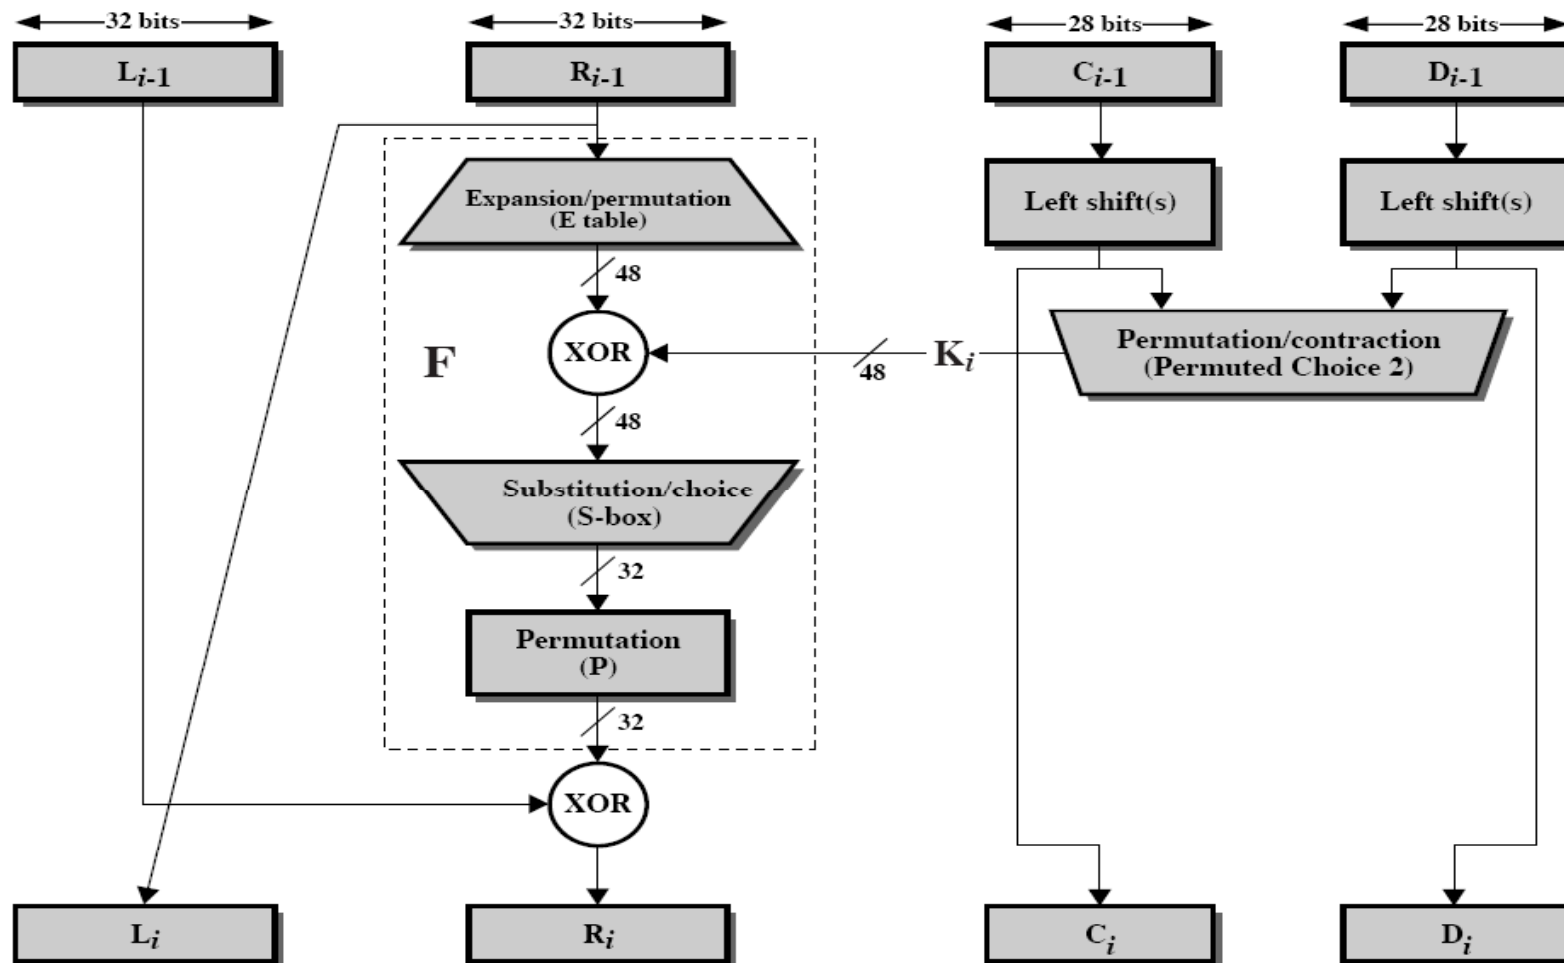 32 bits
32 bits
28 bits
28 bits
Li-1
Ri-1
Ci-1
Di-1
Expansion/permutation
(E table)
Left shift(s)
Left shift(s)
48
F
XOR
48
Ki
Permutation/contraction
(Permuted Choice 2)
48
Substitution/choice
(S-box)
32
Permutation
(P)
32
XOR
Li
Ri
Ci
Di